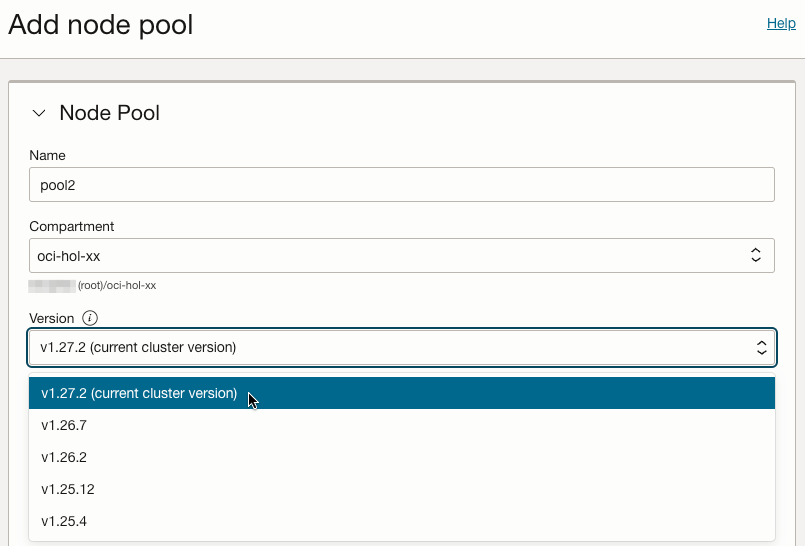 Add node pool
Help
Node Pool
Name
pool2
Compartment
oci-hol-xx
(root)/oci-hol-xx
Version
v1.27.2 (current cluster version)
v1.27.2 (current cluster version)
v1.26.7
v1.26.2
v1.25.12
v1.25.4